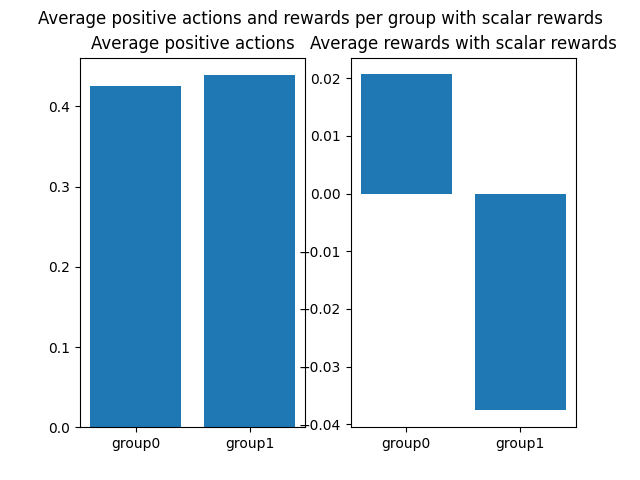 Average positive actions and rewards per group with scalar rewards
Average positive actions
0.4
0.3
0.2
0.1
0.0
group0 group1
Average rewards with scalar rewards
0.02
0.01
0.00
−0.01
−0.02
−0.03
−0.04
group0 group1